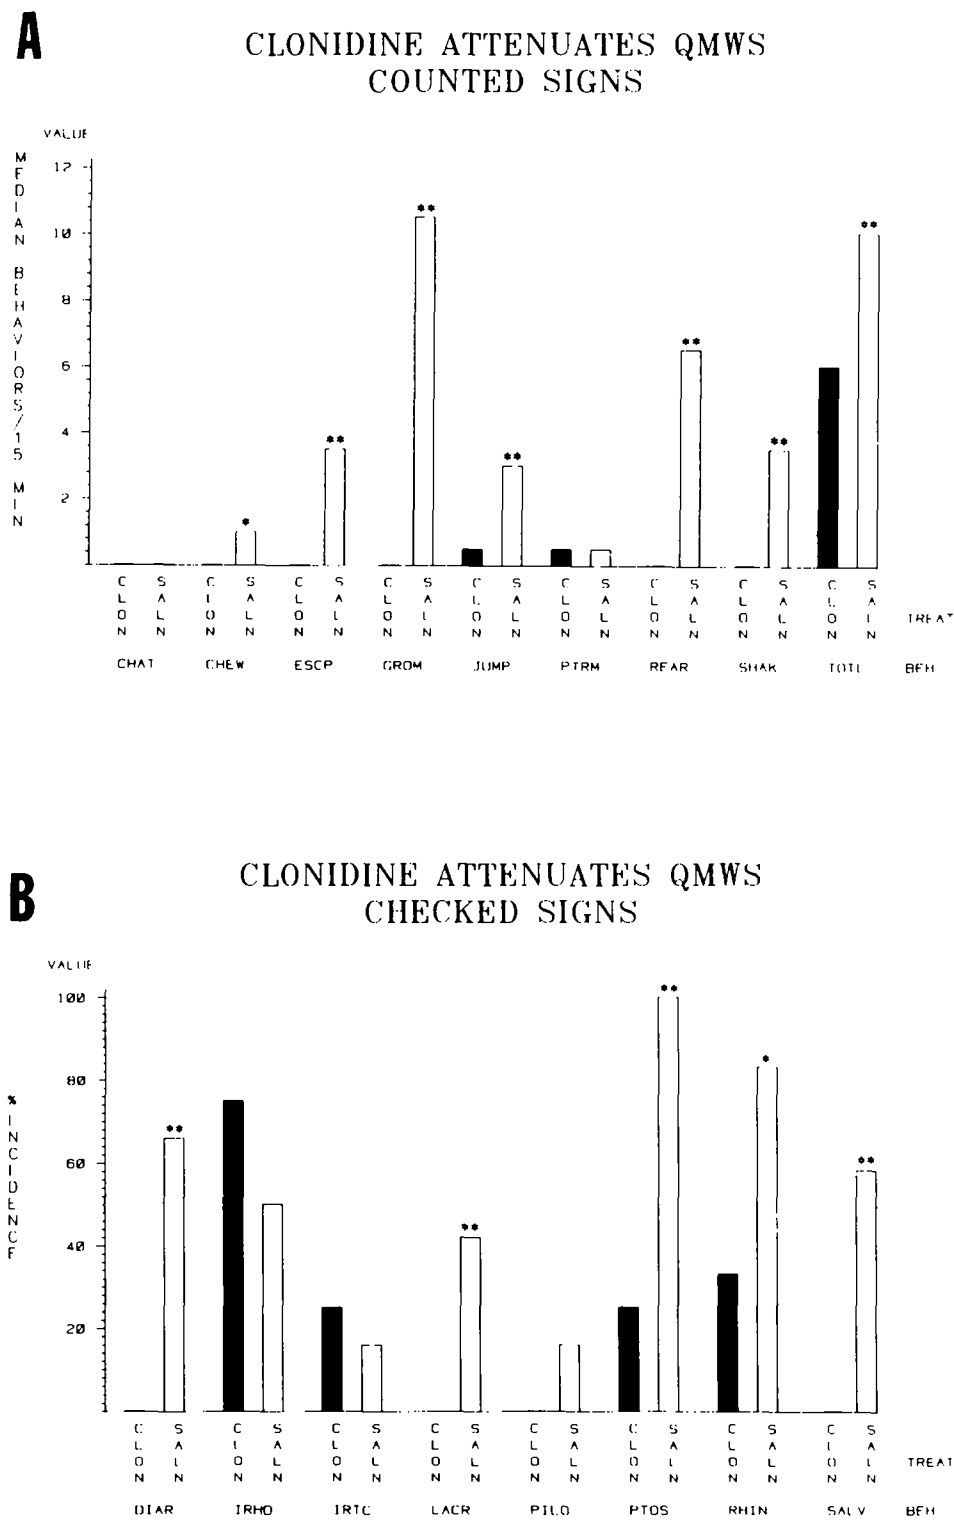 A
CLONIDINE ATTENUATES QMWS
COUNTED SIGNS
VALUE
MEDIAN BEHAVIORS/15 MIN
12
10
8
6
4
2
** ** ** ** ** ** *
CLON SALN CLON SALN CLON SALN CLON SALN CLON SALN CLON SALN CLON SALN CLON SALN CLON SALN TREAT
CHAT CHEW ESCP GROM JUMP PTRM REAR SHAK TOTL BEH
B
CLONIDINE ATTENUATES QMWS
CHECKED SIGNS
VALUE
% INCIDENCE
100
80
60
40
20
** * ** ** **
CLON SALN CLON SALN CLON SALN CLON SALN CLON SALN CLON SALN CLON SALN CLON SALN TREAT
DIAR IRHO IRTC LACR PILO PTOS RHIN SALV BEH